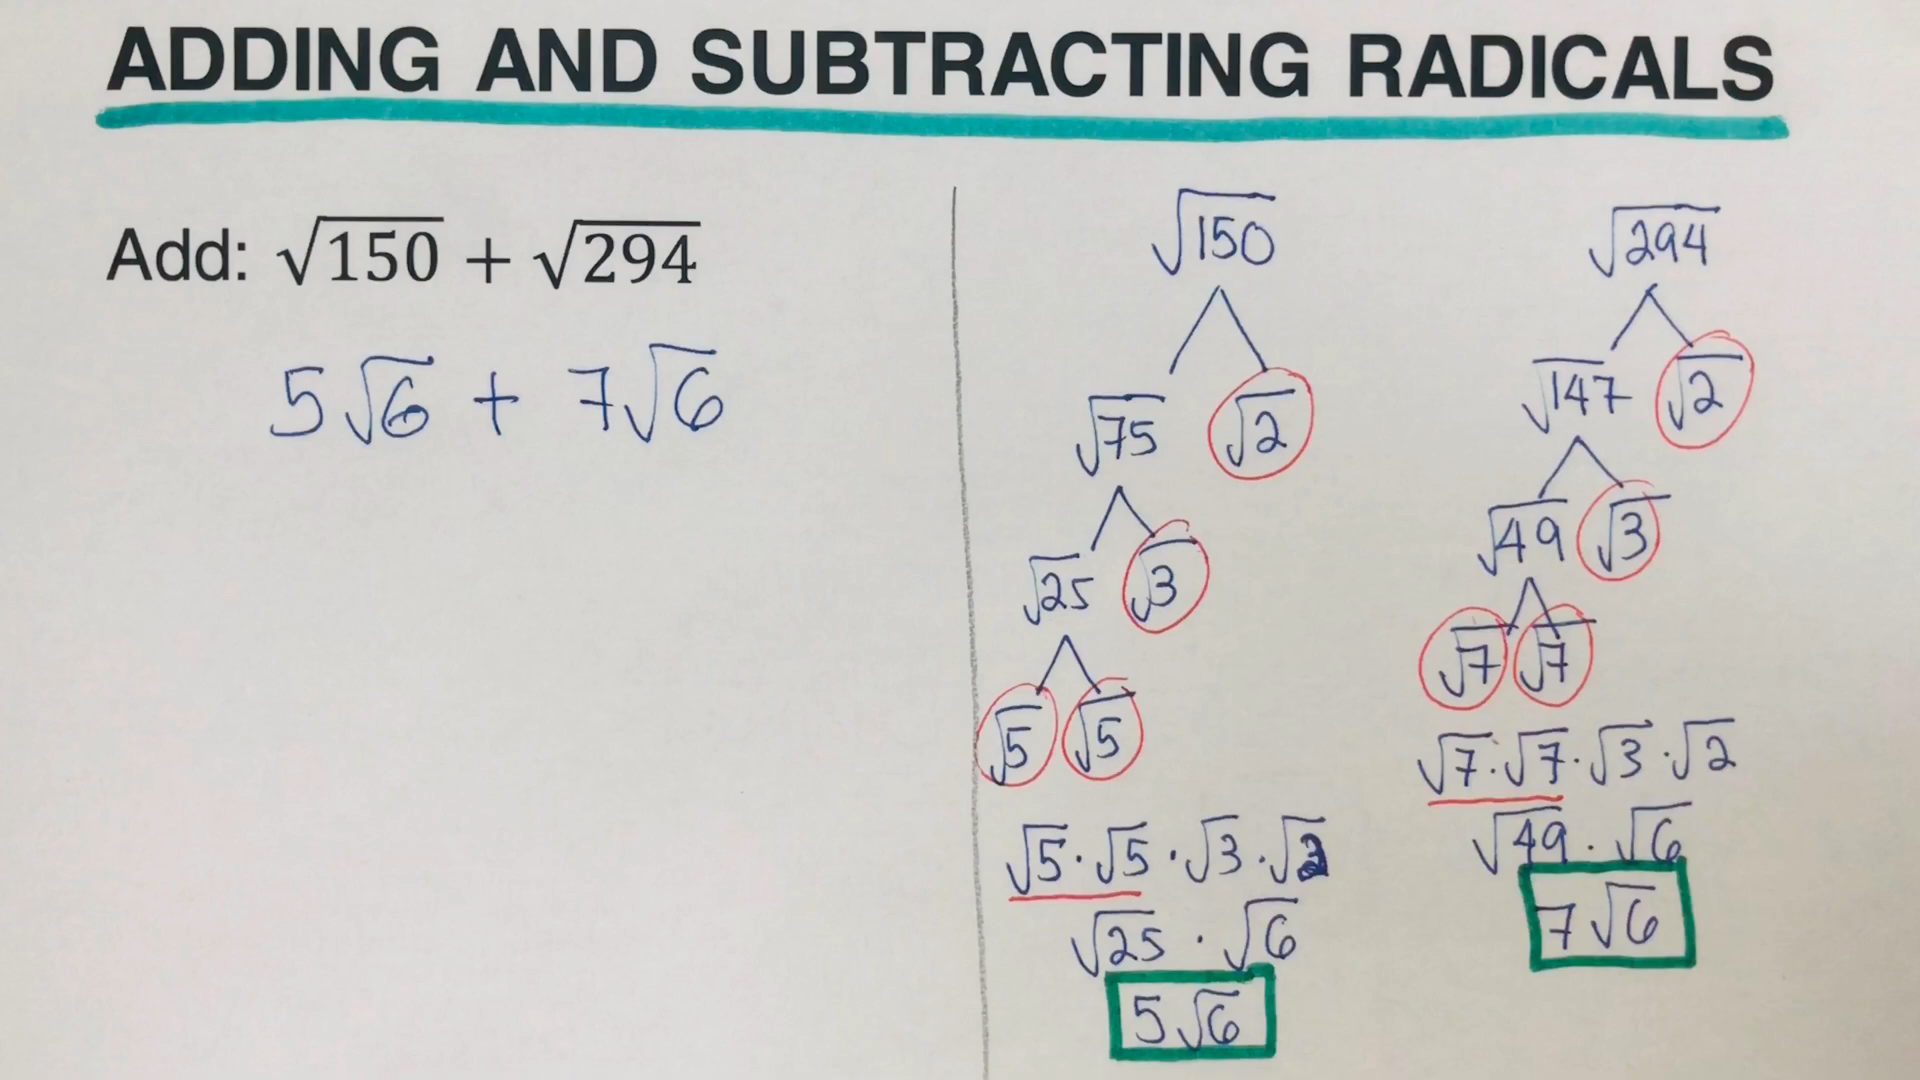 ADDING AND SUBTRACTING RADICALS
Add: √150 + √294
5√6 + 7√6
√150
√75 √2
√25 √3
√5 √5
√5 · √5 · √3 · √2
√25 · √6
5√6
√294
√147 √2
√49 √3
√7 √7
√7 · √7 · √3 · √2
√49 · √6
7√6